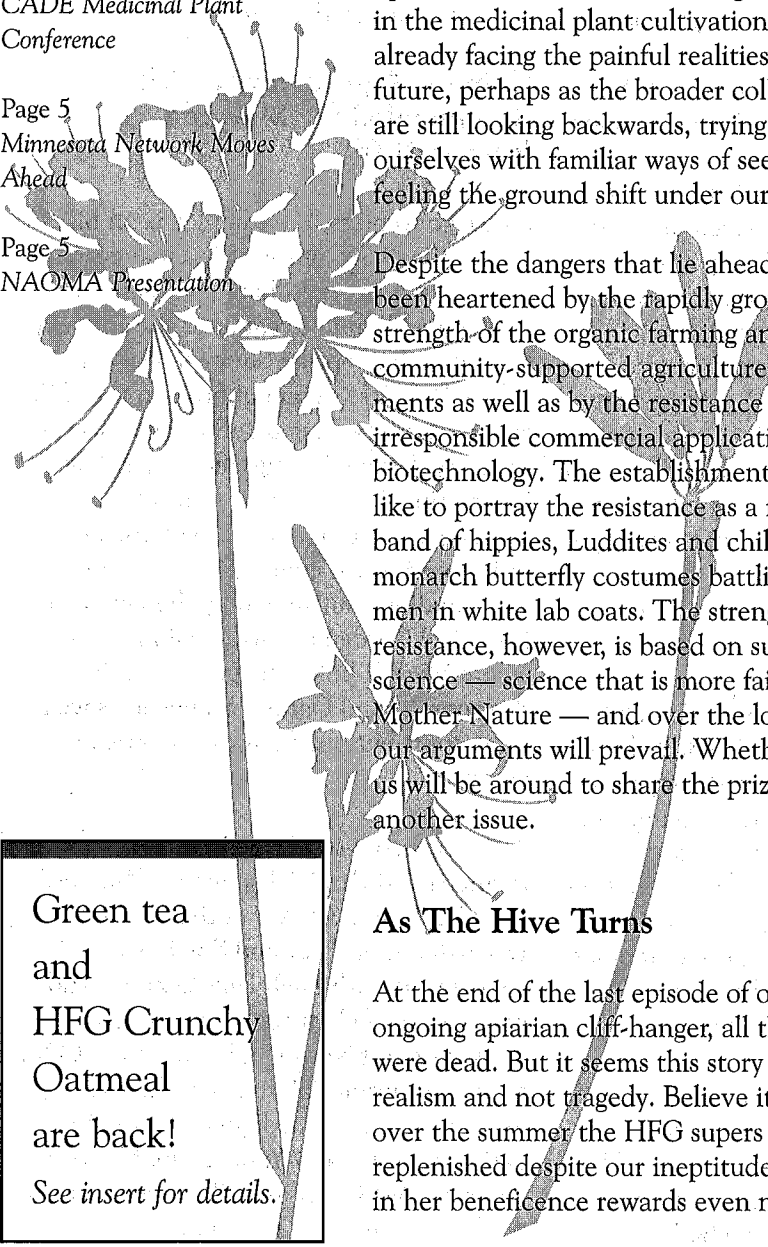 CADE Medicinal Plant
Conference
Page 5
Minnesota Network Moves
Ahead
Page 5
NAOMA Presentation
Green tea
and
HFG Crunchy
Oatmeal
are back!
See insert for details.
in the medicinal plant cultivation
already facing the painful realities
future, perhaps as the broader col
are still looking backwards, trying
ourselves with familiar ways of see
feeling the ground shift under our
Despite the dangers that lie ahead
been heartened by the rapidly gro
strength of the organic farming an
community-supported agriculture
ments as well as by the resistance
irresponsible commercial applicati
biotechnology. The establishment
like to portray the resistance as a
band of hippies, Luddites and chil
monarch butterfly costumes battli
men in white lab coats. The streng
resistance, however, is based on su
science — science that is more fai
Mother Nature — and over the lo
our arguments will prevail. Wheth
us will be around to share the priz
another issue.
As The Hive Turns
At the end of the last episode of o
ongoing apiarian cliff-hanger, all th
were dead. But it seems this story
realism and not tragedy. Believe it
over the summer the HFG supers
replenished despite our ineptitude
in her beneficence rewards even